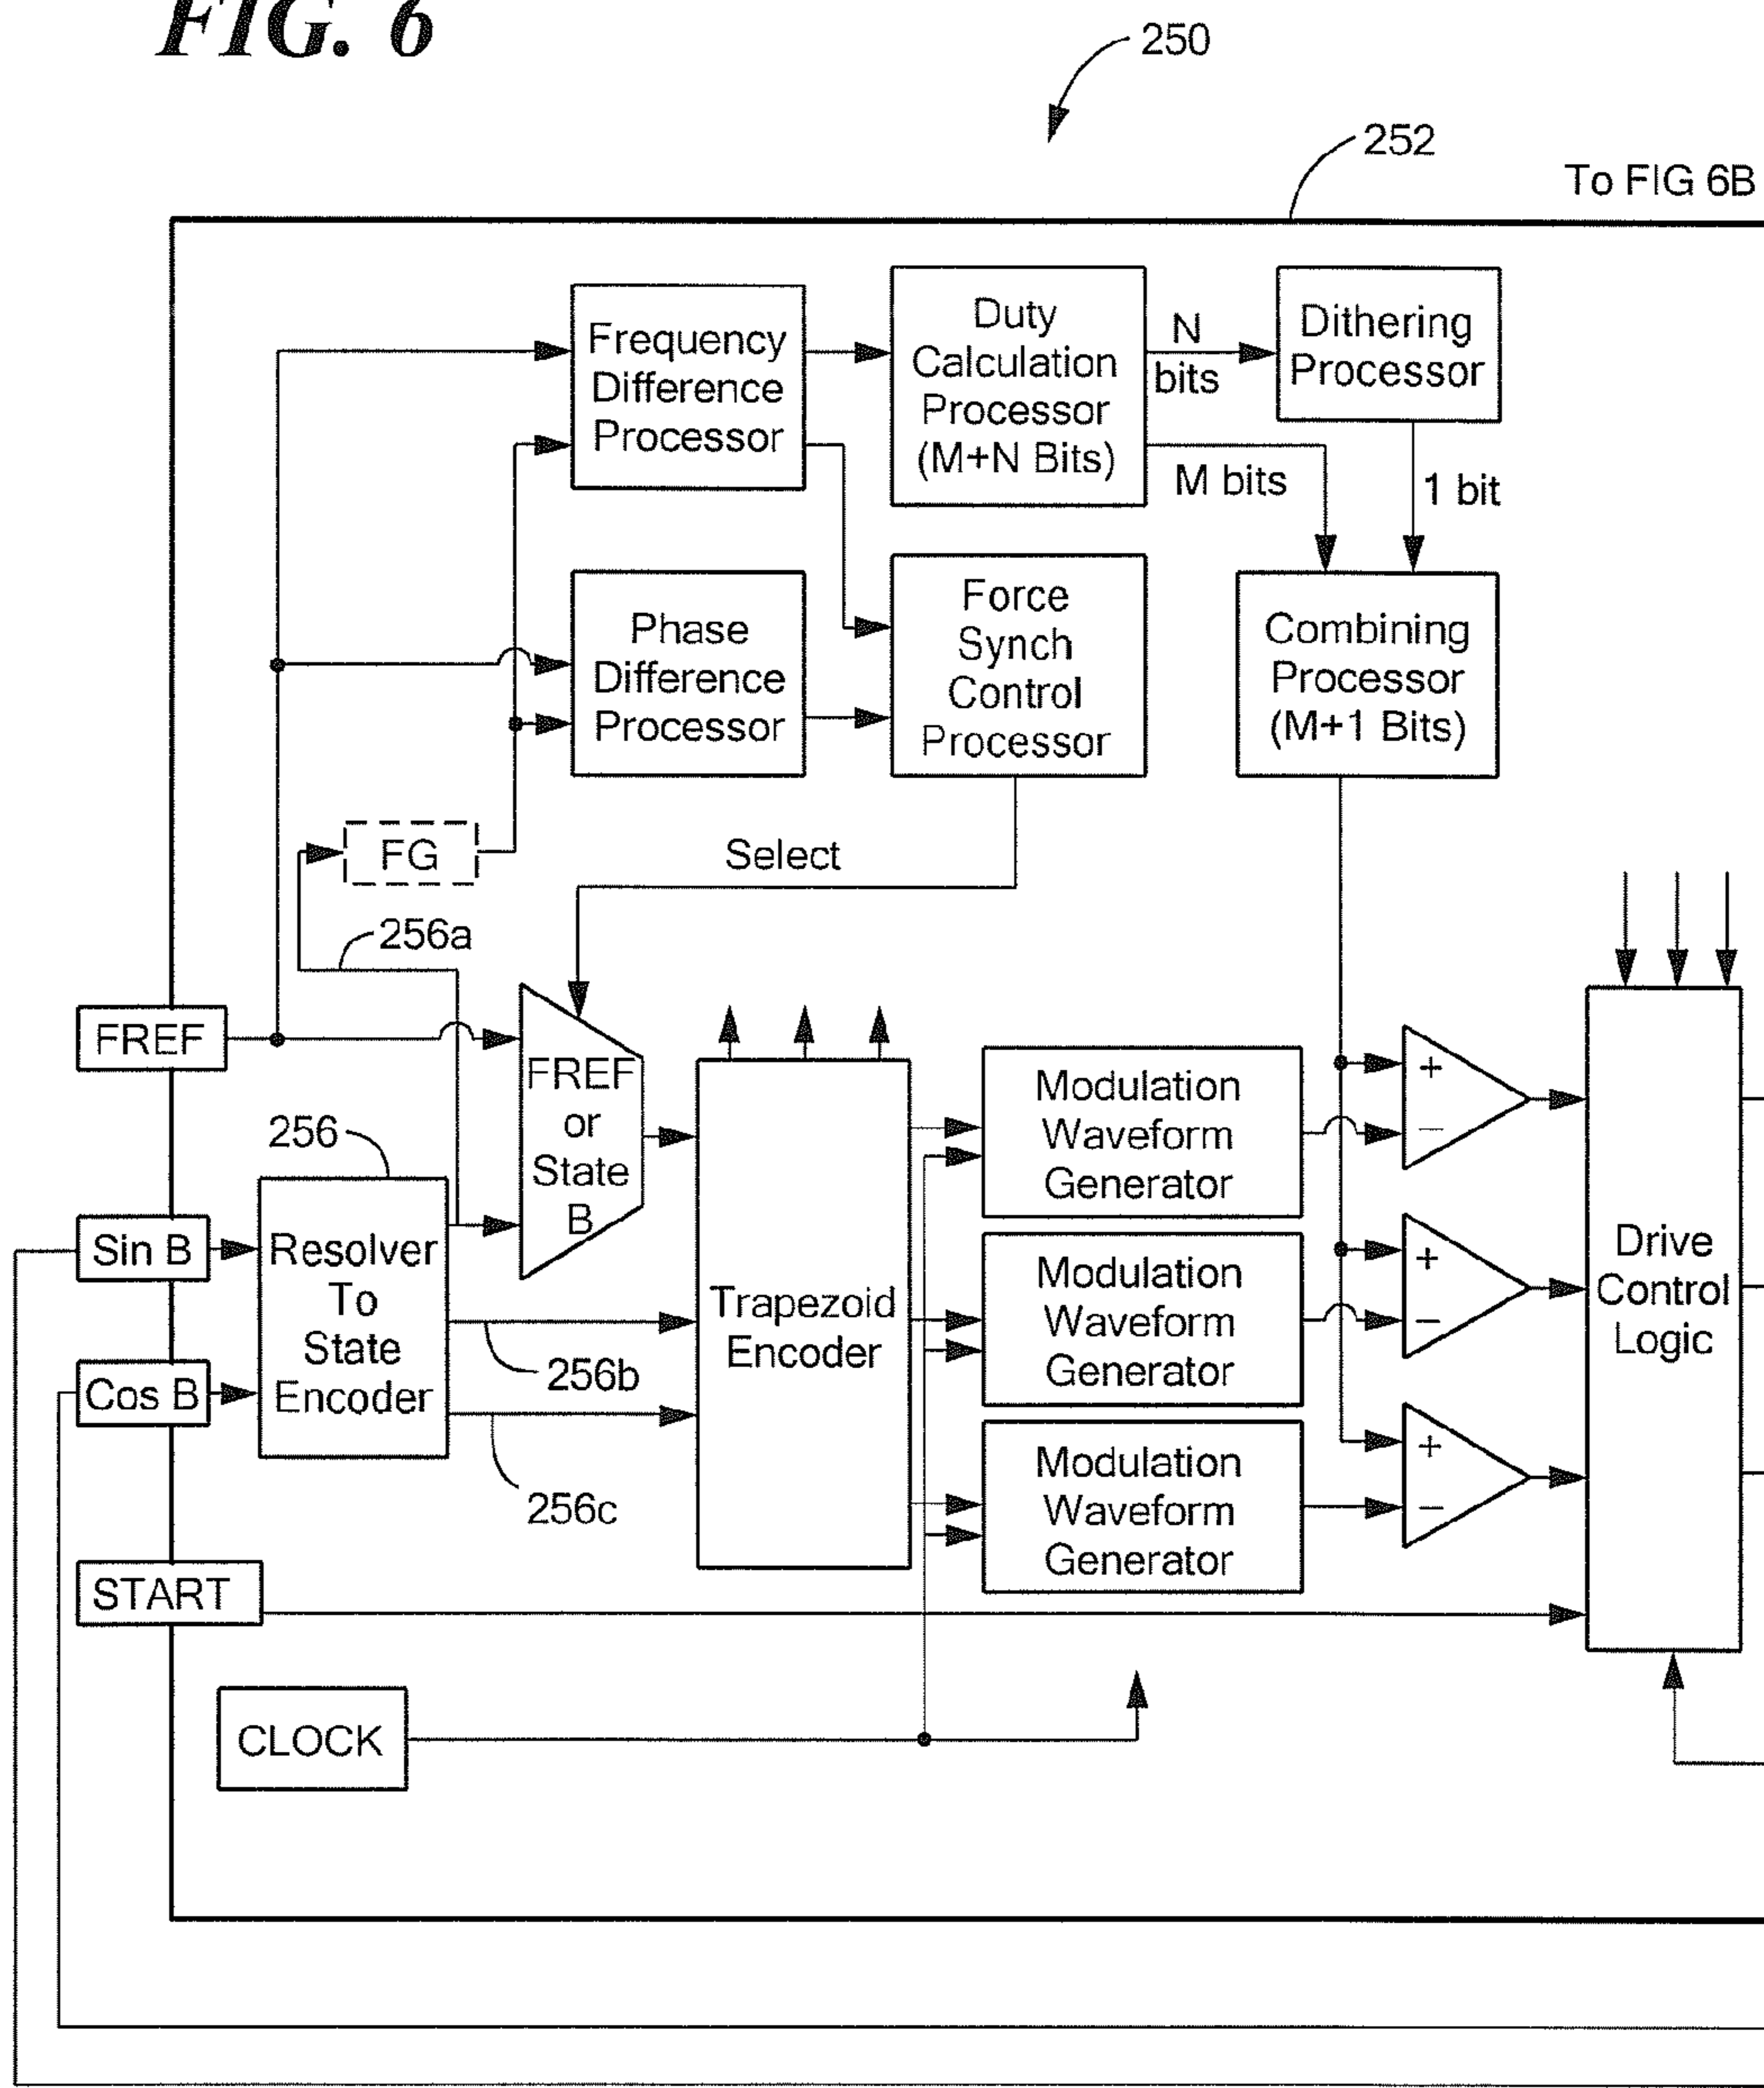 FIG. 6
250
252
To FIG 6B
Frequency
Difference
Processor
Duty
Calculation
Processor
(M+N Bits)
N
bits
Dithering
Processor
M bits
1 bit
Phase
Difference
Processor
Force
Synch
Control
Processor
Combining
Processor
(M+1 Bits)
FG
Select
256a
FREF
FREF
or
State
B
256
Sin B
Cos B
Resolver
To
State
Encoder
256b
256c
Trapezoid
Encoder
Modulation
Waveform
Generator
Modulation
Waveform
Generator
Modulation
Waveform
Generator
+
−
+
−
+
−
Drive
Control
Logic
START
CLOCK